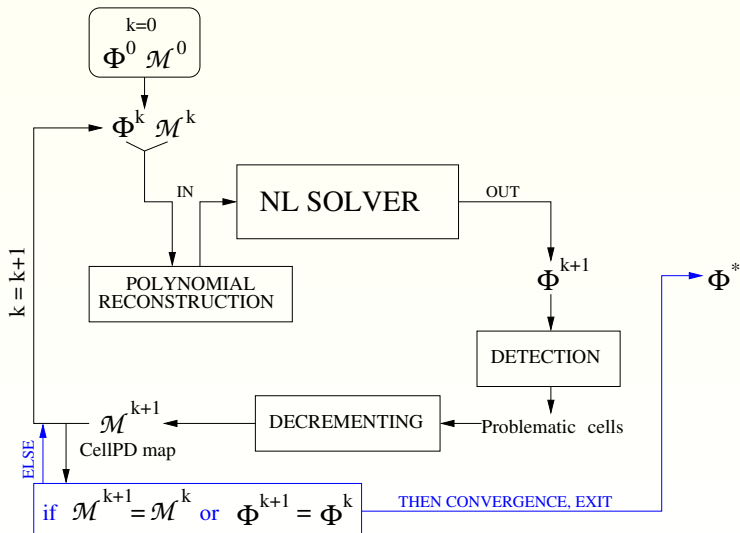 k=0
Φ⁰ ℳ⁰
Φᵏ ℳᵏ
IN
NL SOLVER
OUT
POLYNOMIAL
RECONSTRUCTION
k = k+1
Φᵏ⁺¹
Φ*
DETECTION
Problematic cells
DECREMENTING
ℳᵏ⁺¹
CellPD map
ELSE
if ℳᵏ⁺¹ = ℳᵏ or Φᵏ⁺¹ = Φᵏ
THEN CONVERGENCE, EXIT